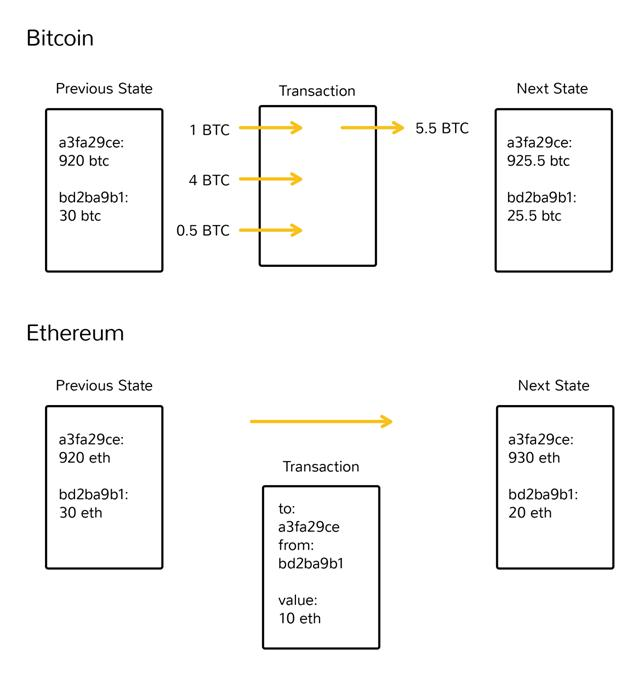 Bitcoin
Previous State
Transaction
Next State
a3fa29ce:
920 btc
bd2ba9b1:
30 btc
1 BTC
4 BTC
0.5 BTC
5.5 BTC
a3fa29ce:
925.5 btc
bd2ba9b1:
25.5 btc
Ethereum
Previous State
Next State
a3fa29ce:
920 eth
bd2ba9b1:
30 eth
Transaction
to:
a3fa29ce
from:
bd2ba9b1
value:
10 eth
a3fa29ce:
930 eth
bd2ba9b1:
20 eth